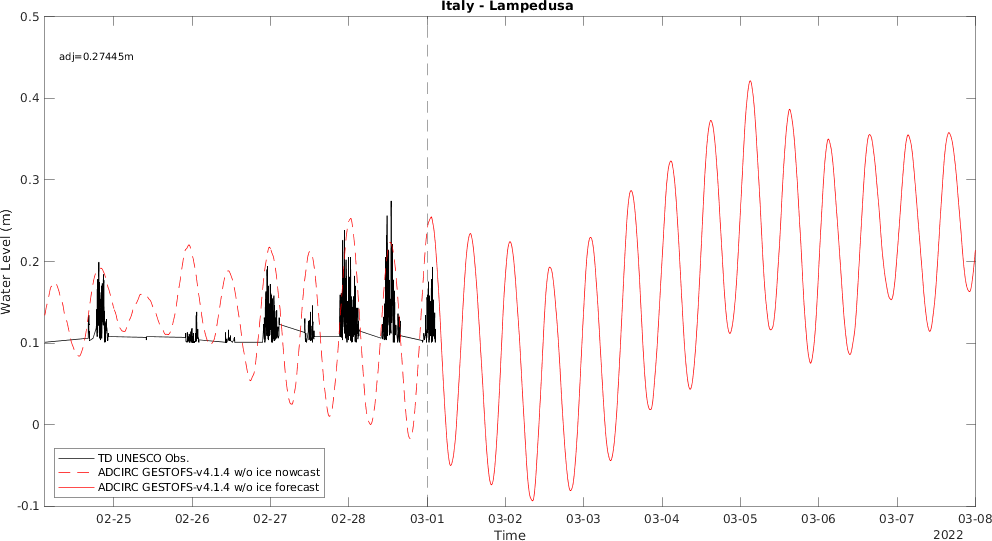 Italy - Lampedusa
0.5
adj=0.27445m
0.4
0.3
0.2
0.1
0
-0.1
Water Level (m)
TD UNESCO Obs.
ADCIRC GESTOFS-v4.1.4 w/o ice nowcast
ADCIRC GESTOFS-v4.1.4 w/o ice forecast
02-25 02-26 02-27 02-28 03-01 03-02 03-03 03-04 03-05 03-06 03-07 03-08
Time
2022